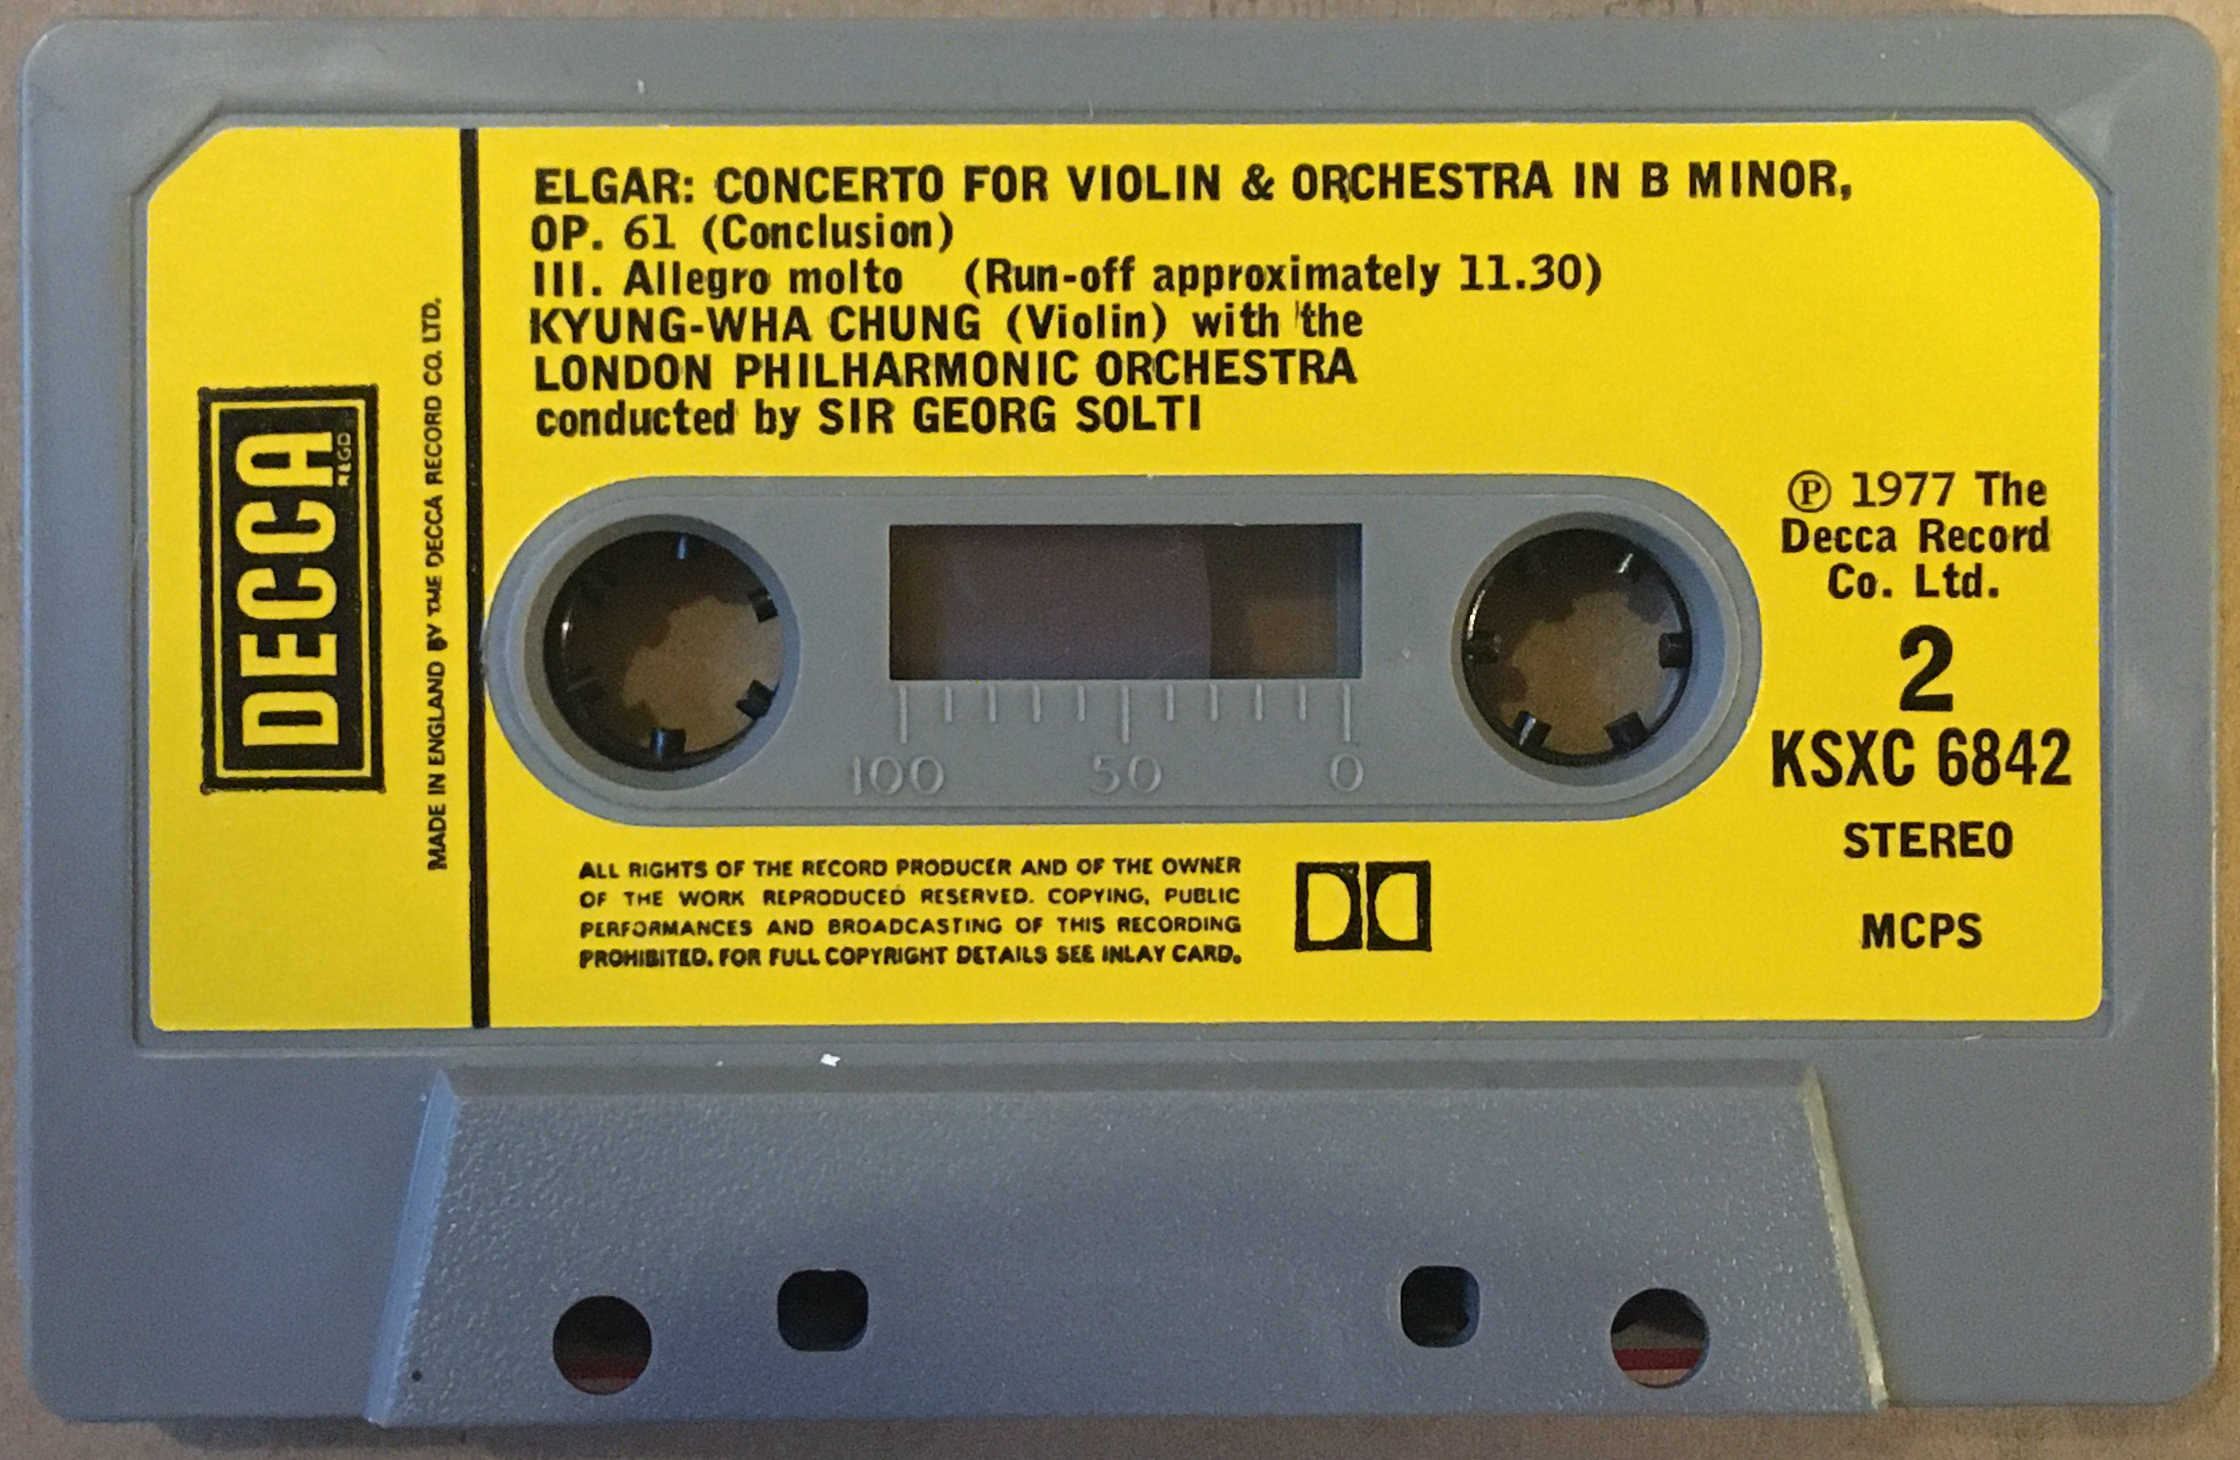 ELGAR: CONCERTO FOR VIOLIN & ORCHESTRA IN B MINOR,
OP. 61 (Conclusion)
III. Allegro molto (Run-off approximately 11.30)
KYUNG-WHA CHUNG (Violin) with the
LONDON PHILHARMONIC ORCHESTRA
conducted by SIR GEORG SOLTI
DECCA
REGD
MADE IN ENGLAND BY THE DECCA RECORD CO. LTD.
℗ 1977 The
Decca Record
Co. Ltd.
2
KSXC 6842
STEREO
MCPS
100 50 0
ALL RIGHTS OF THE RECORD PRODUCER AND OF THE OWNER
OF THE WORK REPRODUCED RESERVED. COPYING, PUBLIC
PERFORMANCES AND BROADCASTING OF THIS RECORDING
PROHIBITED. FOR FULL COPYRIGHT DETAILS SEE INLAY CARD.